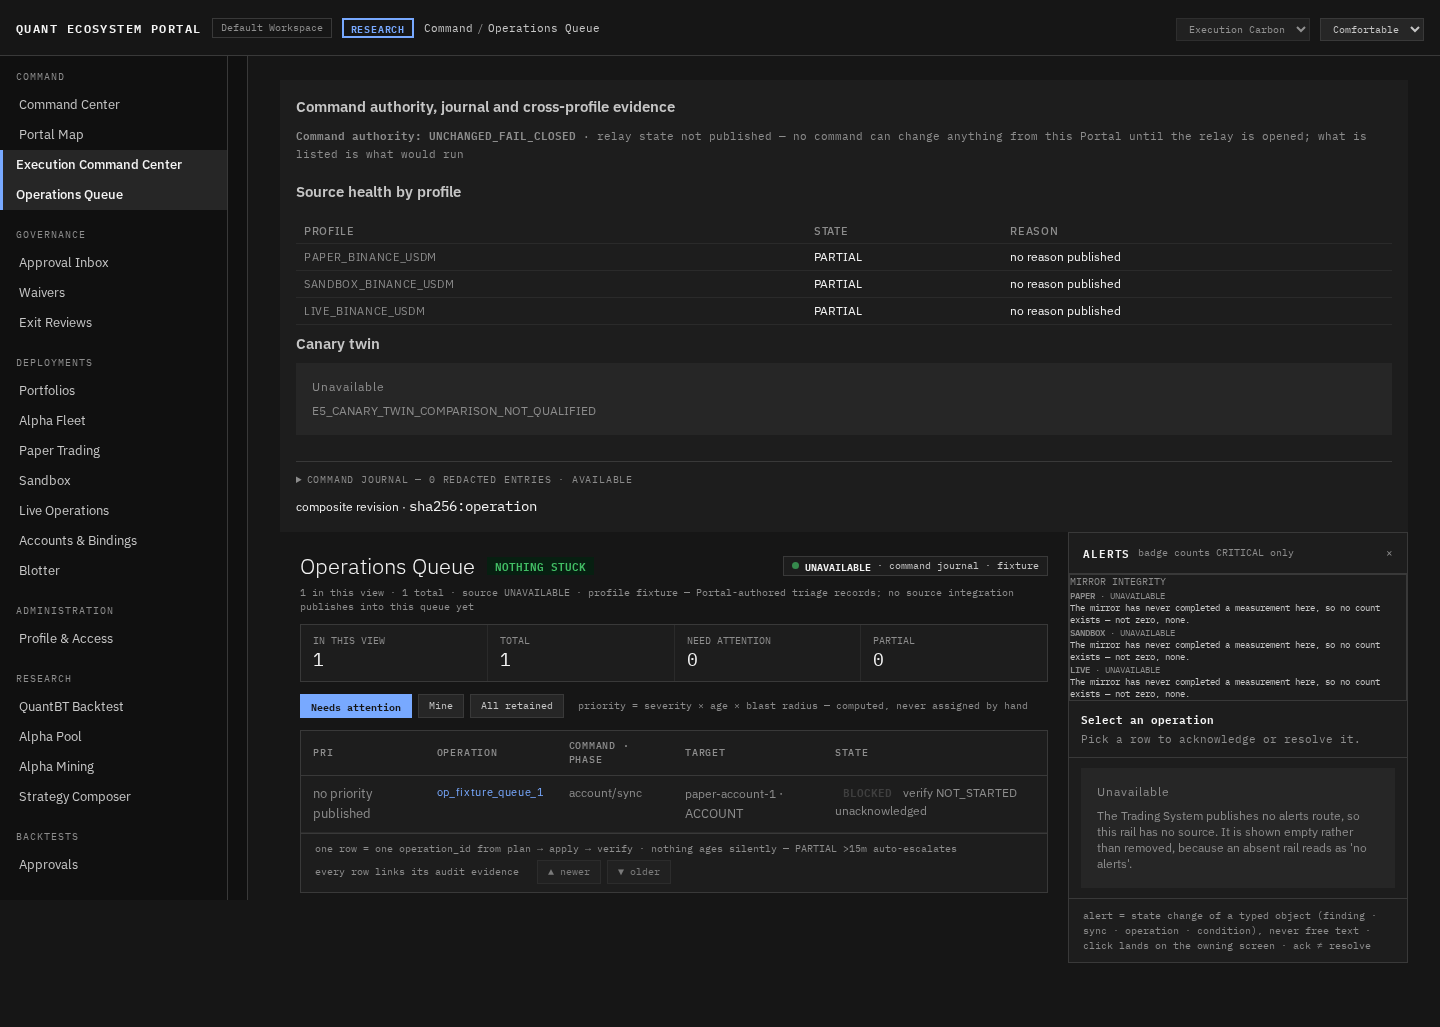 QUANT ECOSYSTEM PORTAL
Default Workspace
RESEARCH
Command / Operations Queue
Execution Carbon
Comfortable
COMMAND
Command Center
Portal Map
Execution Command Center
Operations Queue
GOVERNANCE
Approval Inbox
Waivers
Exit Reviews
DEPLOYMENTS
Portfolios
Alpha Fleet
Paper Trading
Sandbox
Live Operations
Accounts & Bindings
Blotter
ADMINISTRATION
Profile & Access
RESEARCH
QuantBT Backtest
Alpha Pool
Alpha Mining
Strategy Composer
BACKTESTS
Approvals
Command authority, journal and cross-profile evidence
Command authority: UNCHANGED_FAIL_CLOSED · relay state not published — no command can change anything from this Portal until the relay is opened; what is
listed is what would run
Source health by profile
PROFILE STATE REASON
PAPER_BINANCE_USDM PARTIAL no reason published
SANDBOX_BINANCE_USDM PARTIAL no reason published
LIVE_BINANCE_USDM PARTIAL no reason published
Canary twin
Unavailable
E5_CANARY_TWIN_COMPARISON_NOT_QUALIFIED
▶ COMMAND JOURNAL — 0 REDACTED ENTRIES · AVAILABLE
composite revision · sha256:operation
Operations Queue NOTHING STUCK
UNAVAILABLE · command journal · fixture
1 in this view · 1 total · source UNAVAILABLE · profile fixture — Portal-authored triage records; no source integration
publishes into this queue yet
IN THIS VIEW TOTAL NEED ATTENTION PARTIAL
1 1 0 0
Needs attention Mine All retained priority = severity × age × blast radius — computed, never assigned by hand
PRI OPERATION COMMAND · TARGET STATE
PHASE
no priority op_fixture_queue_1 account/sync paper-account-1 · BLOCKED verify NOT_STARTED
published ACCOUNT unacknowledged
one row = one operation_id from plan → apply → verify · nothing ages silently — PARTIAL >15m auto-escalates
every row links its audit evidence ▲ newer ▼ older
ALERTS badge counts CRITICAL only ×
MIRROR INTEGRITY
PAPER · UNAVAILABLE
The mirror has never completed a measurement here, so no count
exists — not zero, none.
SANDBOX · UNAVAILABLE
The mirror has never completed a measurement here, so no count
exists — not zero, none.
LIVE · UNAVAILABLE
The mirror has never completed a measurement here, so no count
exists — not zero, none.
Select an operation
Pick a row to acknowledge or resolve it.
Unavailable
The Trading System publishes no alerts route, so
this rail has no source. It is shown empty rather
than removed, because an absent rail reads as 'no
alerts'.
alert = state change of a typed object (finding ·
sync · operation · condition), never free text ·
click lands on the owning screen · ack ≠ resolve